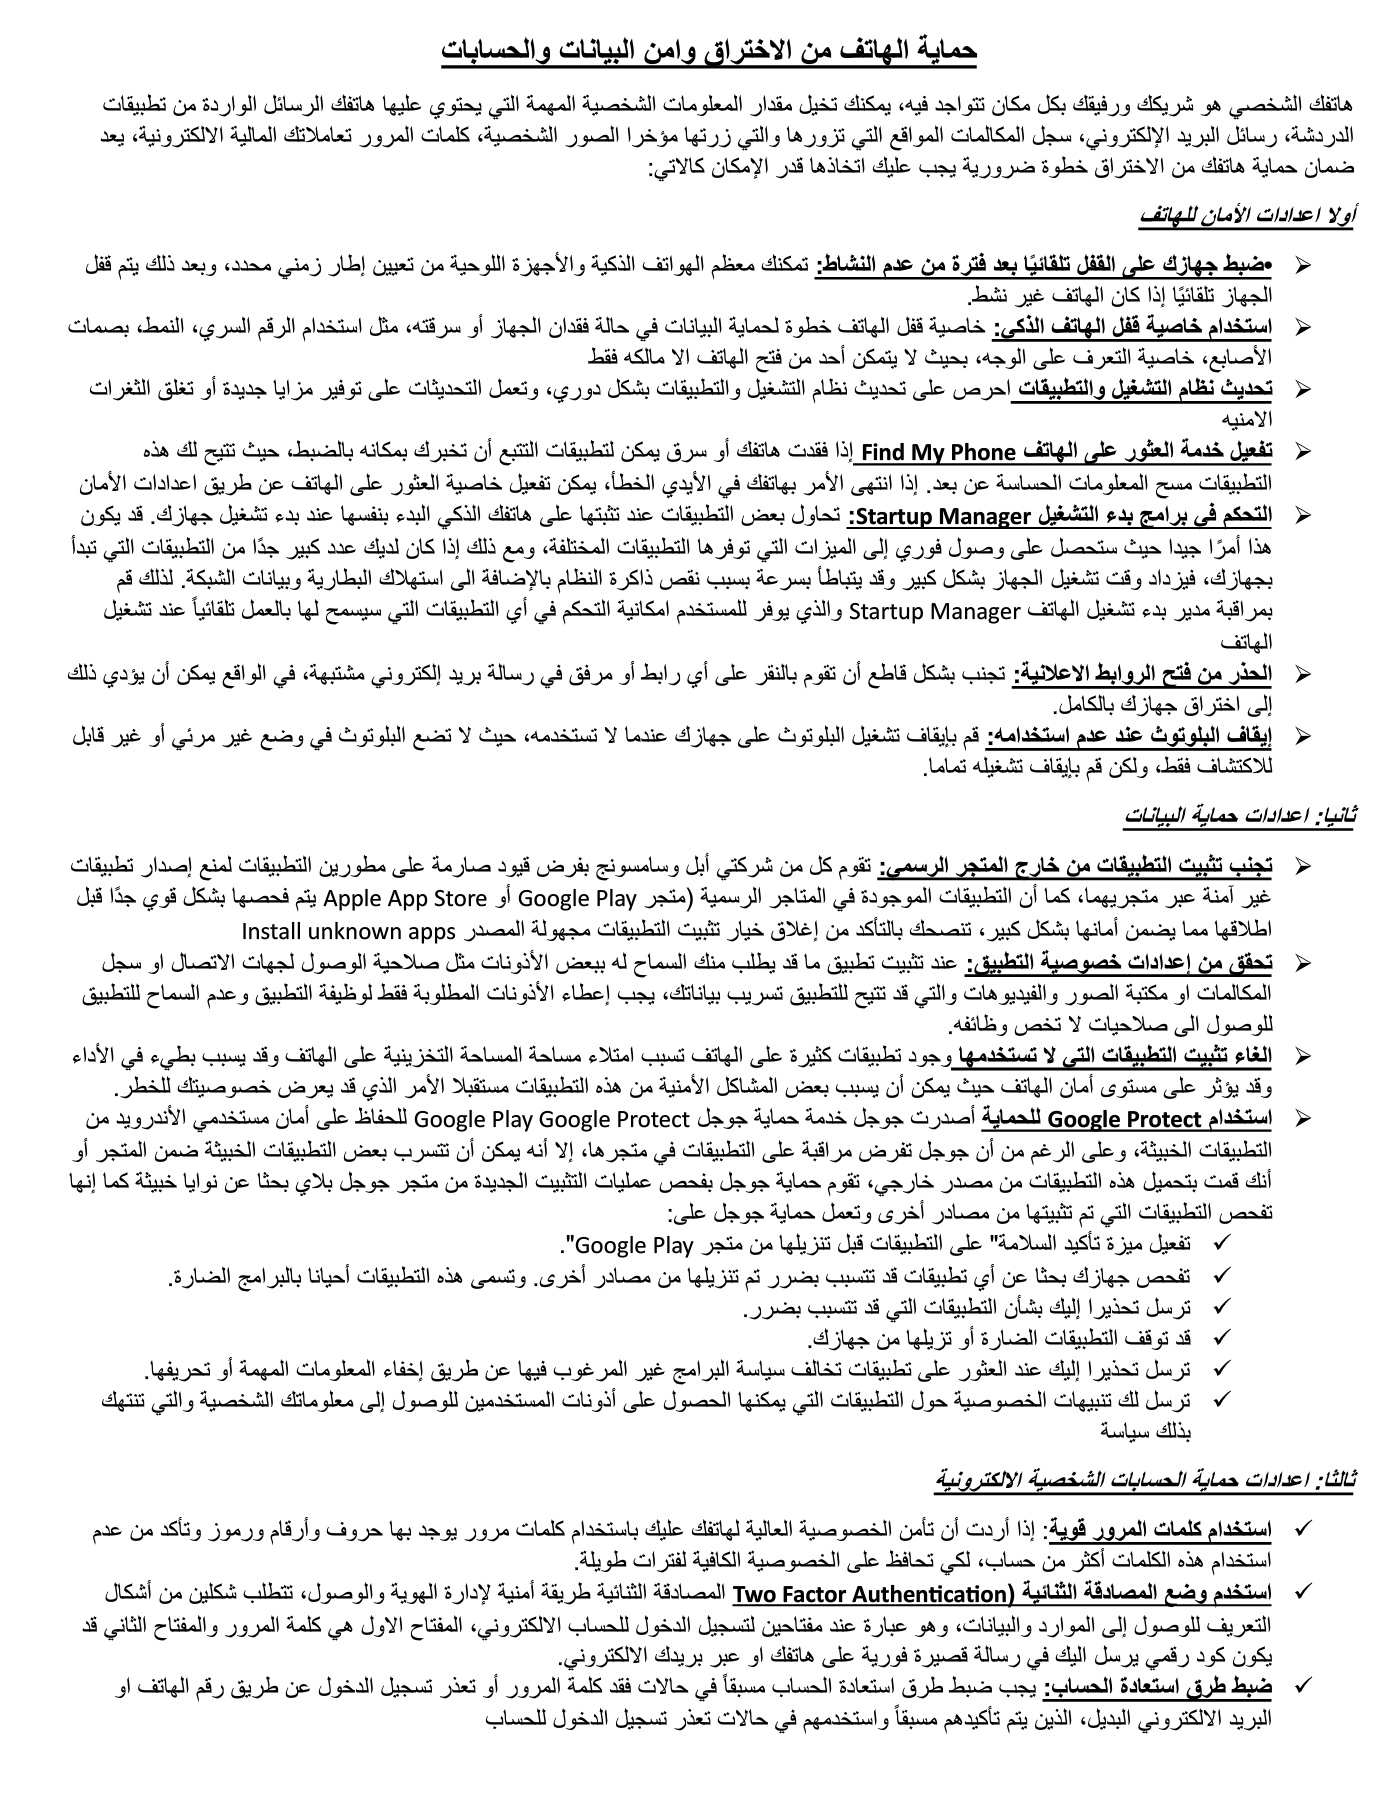 حماية الهاتف من الاختراق وامن البيانات والحسابات
هاتفك الشخصي هو شريكك ورفيقك بكل مكان تتواجد فيه، يمكنك تخيل مقدار المعلومات الشخصية المهمة التي يحتوي عليها هاتفك الرسائل الواردة من تطبيقات
الدردشة، رسائل البريد الإلكتروني، سجل المكالمات المواقع التي تزورها والتي زرتها مؤخرا الصور الشخصية، كلمات المرور تعاملاتك المالية الالكترونية، يعد
ضمان حماية هاتفك من الاختراق خطوة ضرورية يجب عليك اتخاذها قدر الإمكان كالاتي:
أولا اعدادات الأمان للهاتف
➢ •ضبط جهازك على القفل تلقائيًا بعد فترة من عدم النشاط: تمكنك معظم الهواتف الذكية والأجهزة اللوحية من تعيين إطار زمني محدد، وبعد ذلك يتم قفل
الجهاز تلقائيًا إذا كان الهاتف غير نشط.
➢ استخدام خاصية قفل الهاتف الذكي: خاصية قفل الهاتف خطوة لحماية البيانات في حالة فقدان الجهاز أو سرقته، مثل استخدام الرقم السري، النمط، بصمات
الأصابع، خاصية التعرف على الوجه، بحيث لا يتمكن أحد من فتح الهاتف الا مالكه فقط
➢ تحديث نظام التشغيل والتطبيقات احرص على تحديث نظام التشغيل والتطبيقات بشكل دوري، وتعمل التحديثات على توفير مزايا جديدة أو تغلق الثغرات
الامنيه
➢ تفعيل خدمة العثور على الهاتف Find My Phone إذا فقدت هاتفك أو سرق يمكن لتطبيقات التتبع أن تخبرك بمكانه بالضبط، حيث تتيح لك هذه
التطبيقات مسح المعلومات الحساسة عن بعد. إذا انتهى الأمر بهاتفك في الأيدي الخطأ، يمكن تفعيل خاصية العثور على الهاتف عن طريق اعدادات الأمان
➢ التحكم في برامج بدء التشغيل Startup Manager: تحاول بعض التطبيقات عند تثبتها على هاتفك الذكي البدء بنفسها عند بدء تشغيل جهازك. قد يكون
هذا أمرًا جيدا حيث ستحصل على وصول فوري إلى الميزات التي توفرها التطبيقات المختلفة، ومع ذلك إذا كان لديك عدد كبير جدًا من التطبيقات التي تبدأ
بجهازك، فيزداد وقت تشغيل الجهاز بشكل كبير وقد يتباطأ بسرعة بسبب نقص ذاكرة النظام بالإضافة الى استهلاك البطارية وبيانات الشبكة. لذلك قم
بمراقبة مدير بدء تشغيل الهاتف Startup Manager والذي يوفر للمستخدم امكانية التحكم في أي التطبيقات التي سيسمح لها بالعمل تلقائياً عند تشغيل
الهاتف
➢ الحذر من فتح الروابط الاعلانية: تجنب بشكل قاطع أن تقوم بالنقر على أي رابط أو مرفق في رسالة بريد إلكتروني مشتبهة، في الواقع يمكن أن يؤدي ذلك
إلى اختراق جهازك بالكامل.
➢ إيقاف البلوتوث عند عدم استخدامه: قم بإيقاف تشغيل البلوتوث على جهازك عندما لا تستخدمه، حيث لا تضع البلوتوث في وضع غير مرئي أو غير قابل
للاكتشاف فقط، ولكن قم بإيقاف تشغيله تماما.
ثانيا: اعدادات حماية البيانات
➢ تجنب تثبيت التطبيقات من خارج المتجر الرسمي: تقوم كل من شركتي أبل وسامسونج بفرض قيود صارمة على مطورين التطبيقات لمنع إصدار تطبيقات
غير آمنة عبر متجريهما، كما أن التطبيقات الموجودة في المتاجر الرسمية (متجر Google Play أو Apple App Store يتم فحصها بشكل قوي جدًا قبل
اطلاقها مما يضمن أمانها بشكل كبير، تنصحك بالتأكد من إغلاق خيار تثبيت التطبيقات مجهولة المصدر Install unknown apps
➢ تحقق من إعدادات خصوصية التطبيق: عند تثبيت تطبيق ما قد يطلب منك السماح له ببعض الأذونات مثل صلاحية الوصول لجهات الاتصال او سجل
المكالمات او مكتبة الصور والفيديوهات والتي قد تتيح للتطبيق تسريب بياناتك، يجب إعطاء الأذونات المطلوبة فقط لوظيفة التطبيق وعدم السماح للتطبيق
للوصول الى صلاحيات لا تخص وظائفه.
➢ الغاء تثبيت التطبيقات التي لا تستخدمها وجود تطبيقات كثيرة على الهاتف تسبب امتلاء مساحة المساحة التخزينية على الهاتف وقد يسبب بطيء في الأداء
وقد يؤثر على مستوى أمان الهاتف حيث يمكن أن يسبب بعض المشاكل الأمنية من هذه التطبيقات مستقبلا الأمر الذي قد يعرض خصوصيتك للخطر.
➢ استخدام Google Protect للحماية أصدرت جوجل خدمة حماية جوجل Google Play Google Protect للحفاظ على أمان مستخدمي الأندرويد من
التطبيقات الخبيثة، وعلى الرغم من أن جوجل تفرض مراقبة على التطبيقات في متجرها، إلا أنه يمكن أن تتسرب بعض التطبيقات الخبيثة ضمن المتجر أو
أنك قمت بتحميل هذه التطبيقات من مصدر خارجي، تقوم حماية جوجل بفحص عمليات التثبيت الجديدة من متجر جوجل بلاي بحثا عن نوايا خبيثة كما إنها
تفحص التطبيقات التي تم تثبيتها من مصادر أخرى وتعمل حماية جوجل على:
✓ تفعيل ميزة تأكيد السلامة" على التطبيقات قبل تنزيلها من متجر Google Play".
✓ تفحص جهازك بحثا عن أي تطبيقات قد تتسبب بضرر تم تنزيلها من مصادر أخرى. وتسمى هذه التطبيقات أحيانا بالبرامج الضارة.
✓ ترسل تحذيرا إليك بشأن التطبيقات التي قد تتسبب بضرر.
✓ قد توقف التطبيقات الضارة أو تزيلها من جهازك.
✓ ترسل تحذيرا إليك عند العثور على تطبيقات تخالف سياسة البرامج غير المرغوب فيها عن طريق إخفاء المعلومات المهمة أو تحريفها.
✓ ترسل لك تنبيهات الخصوصية حول التطبيقات التي يمكنها الحصول على أذونات المستخدمين للوصول إلى معلوماتك الشخصية والتي تنتهك
بذلك سياسة
ثالثا: اعدادات حماية الحسابات الشخصية الالكترونية
✓ استخدام كلمات المرور قوية: إذا أردت أن تأمن الخصوصية العالية لهاتفك عليك باستخدام كلمات مرور يوجد بها حروف وأرقام ورموز وتأكد من عدم
استخدام هذه الكلمات أكثر من حساب، لكي تحافظ على الخصوصية الكافية لفترات طويلة.
✓ استخدم وضع المصادقة الثنائية (Two Factor Authentication المصادقة الثنائية طريقة أمنية لإدارة الهوية والوصول، تتطلب شكلين من أشكال
التعريف للوصول إلى الموارد والبيانات، وهو عبارة عند مفتاحين لتسجيل الدخول للحساب الالكتروني، المفتاح الاول هي كلمة المرور والمفتاح الثاني قد
يكون كود رقمي يرسل اليك في رسالة قصيرة فورية على هاتفك او عبر بريدك الالكتروني.
✓ ضبط طرق استعادة الحساب: يجب ضبط طرق استعادة الحساب مسبقاً في حالات فقد كلمة المرور أو تعذر تسجيل الدخول عن طريق رقم الهاتف او
البريد الالكتروني البديل، الذين يتم تأكيدهم مسبقاً واستخدمهم في حالات تعذر تسجيل الدخول للحساب